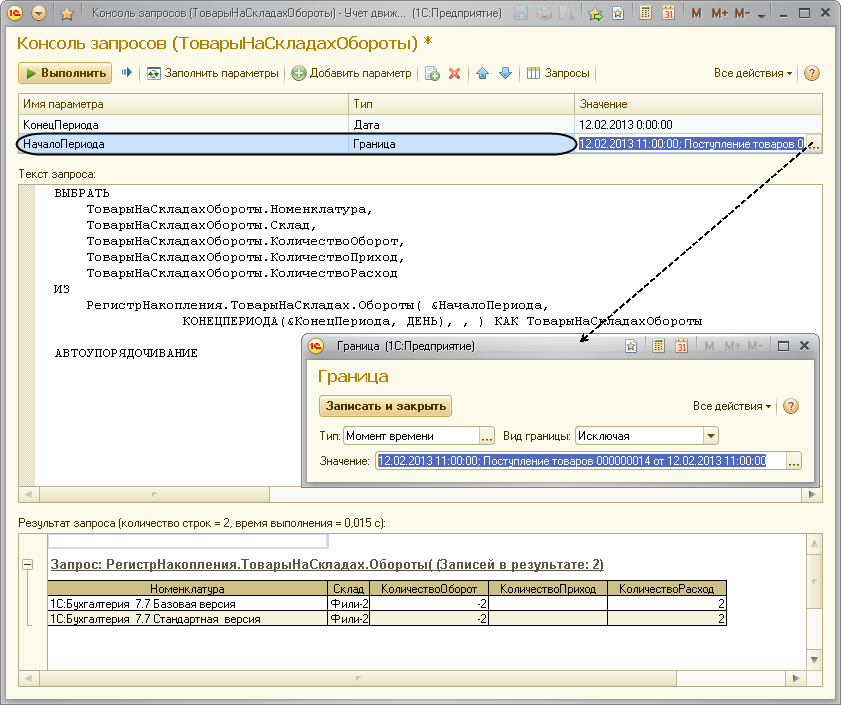 Консоль запросов (ТоварыНаСкладахОбороты) - Учет движ... (1С:Предприятие)
M M+ M-
Консоль запросов (ТоварыНаСкладахОбороты) *
Выполнить Заполнить параметры Добавить параметр Запросы Все действия
Имя параметра Тип Значение
КонецПериода Дата 12.02.2013 0:00:00
НачалоПериода Граница 12.02.2013 11:00:00; Поступление товаров 0 ...
Текст запроса:
ВЫБРАТЬ
ТоварыНаСкладахОбороты.Номенклатура,
ТоварыНаСкладахОбороты.Склад,
ТоварыНаСкладахОбороты.КоличествоОборот,
ТоварыНаСкладахОбороты.КоличествоПриход,
ТоварыНаСкладахОбороты.КоличествоРасход
ИЗ
РегистрНакопления.ТоварыНаСкладах.Обороты( &НачалоПериода,
КОНЕЦПЕРИОДА(&КонецПериода, ДЕНЬ), , ) КАК ТоварыНаСкладахОбороты
АВТОУПОРЯДОЧИВАНИЕ
Граница (1С:Предприятие) 31 M M+ M-
Граница
Записать и закрыть Все действия ?
Тип: Момент времени ... Вид границы: Исключая
Значение: 12.02.2013 11:00:00; Поступление товаров 000000014 от 12.02.2013 11:00:00 ...
Результат запроса (количество строк = 2, время выполнения = 0,015 с):
Запрос: РегистрНакопления.ТоварыНаСкладах.Обороты( (Записей в результате: 2)
Номенклатура Склад КоличествоОборот КоличествоПриход КоличествоРасход
1С:Бухгалтерия 7.7 Базовая версия Фили-2 -2 2
1С:Бухгалтерия 7.7 Стандартная версия Фили-2 -2 2